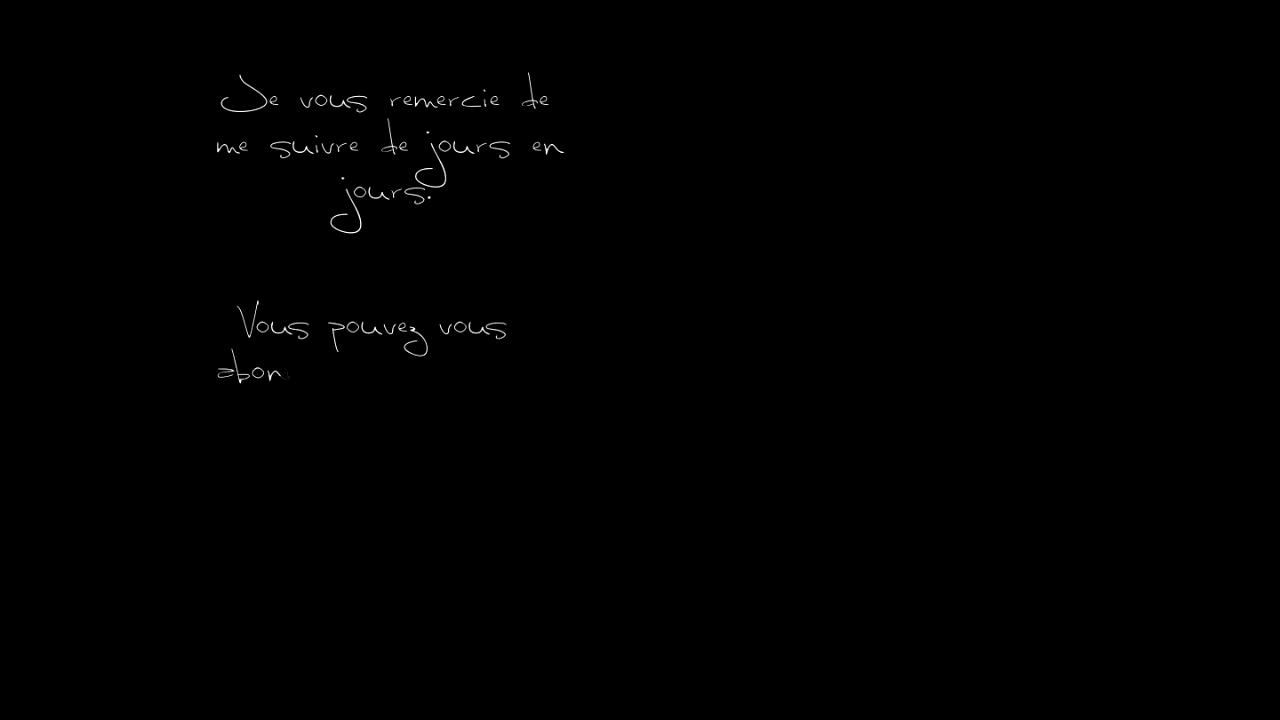 Je vous remercie de
me suivre de jours en
jours.
Vous pouvez vous
abon